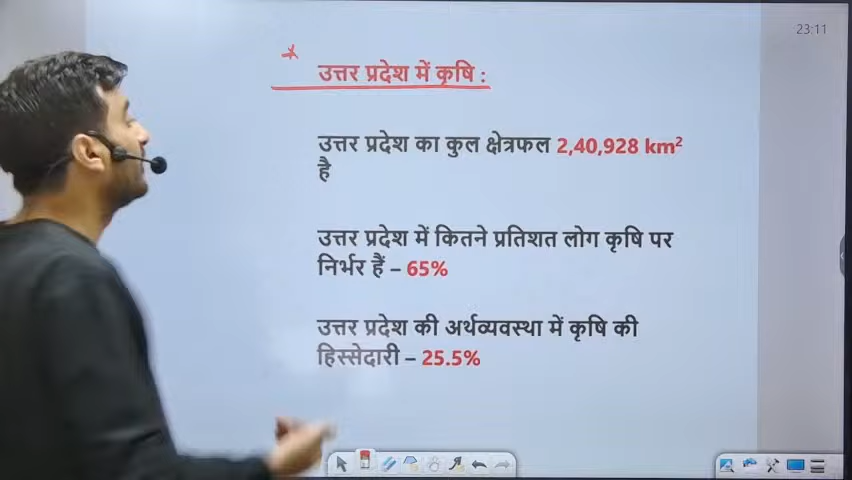 23:11
उत्तर प्रदेश में कृषि :
उत्तर प्रदेश का कुल क्षेत्रफल 2,40,928 km²
है
उत्तर प्रदेश में कितने प्रतिशत लोग कृषि पर
निर्भर हैं – 65%
उत्तर प्रदेश की अर्थव्यवस्था में कृषि की
हिस्सेदारी – 25.5%